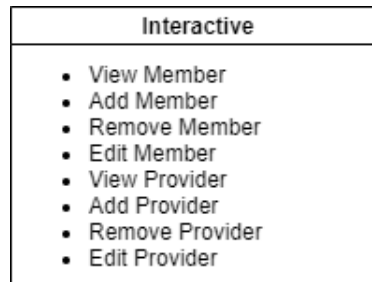 Interactive
• View Member
• Add Member
• Remove Member
• Edit Member
• View Provider
• Add Provider
• Remove Provider
• Edit Provider